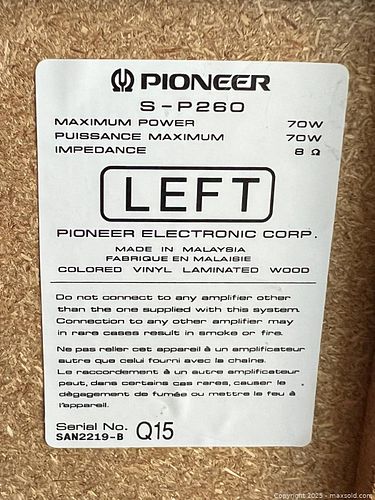 PIONEER
S-P260
MAXIMUM POWER 70W
PUISSANCE MAXIMUM 70W
IMPEDANCE 8 Ω
LEFT
PIONEER ELECTRONIC CORP.
MADE IN MALAYSIA
FABRIQUE EN MALAISIE
COLORED VINYL LAMINATED WOOD
Do not connect to any amplifier other
than the one supplied with this system.
Connection to any other amplifier may
in rare cases result in smoke or fire.
Ne pas relier cet appareil à un amplificateur
autre que celui fourni avec la chaîne.
Le raccordement à un autre amplificateur
peut, dans certains cas rares, causer le
dégagement de fumée ou mettre le feu à
l'appareil.
Serial No. Q15
SAN2219-B
Copyright 2025 - maxsold.com